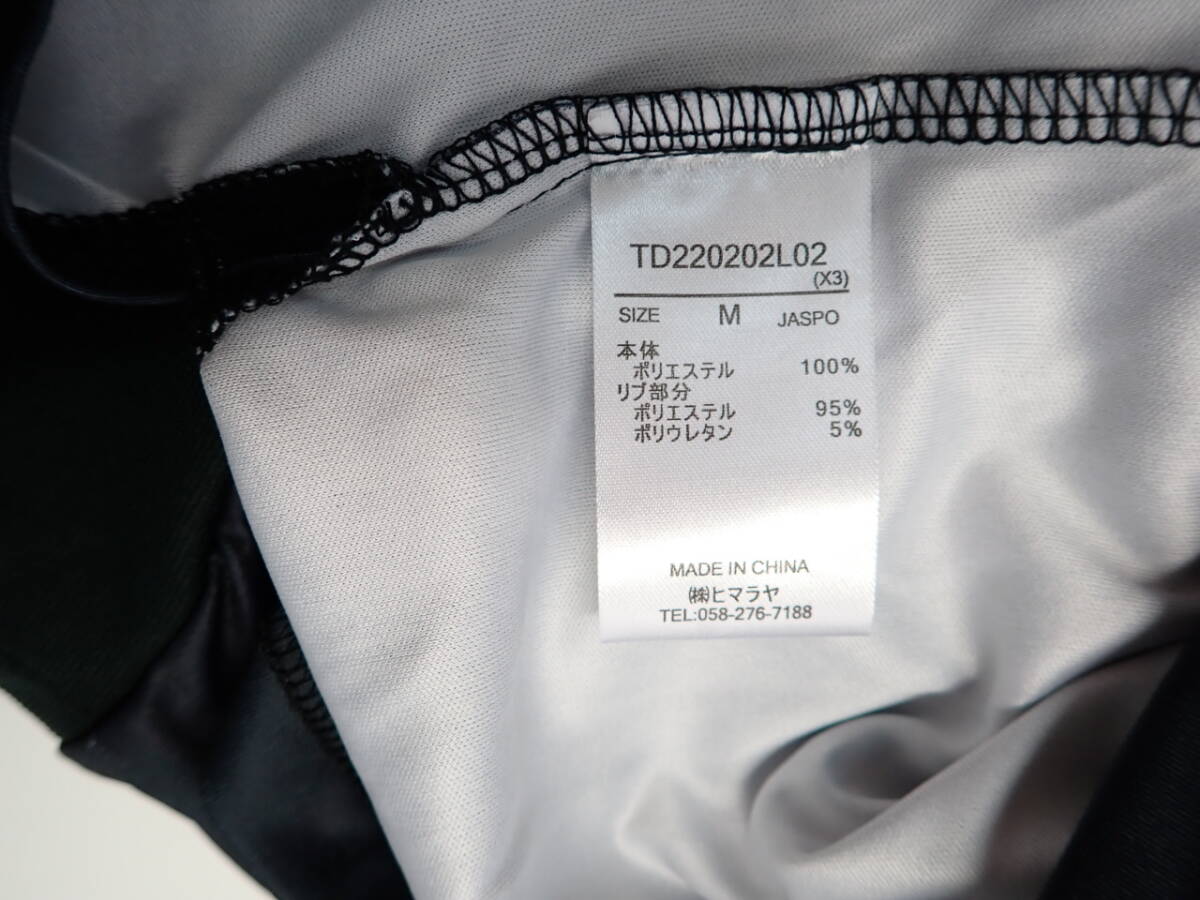 TD220202L02
(X3)
SIZE M JASPO
本体
ポリエステル 100%
リブ部分
ポリエステル 95%
ポリウレタン 5%
MADE IN CHINA
㈱ヒマラヤ
TEL:058-276-7188